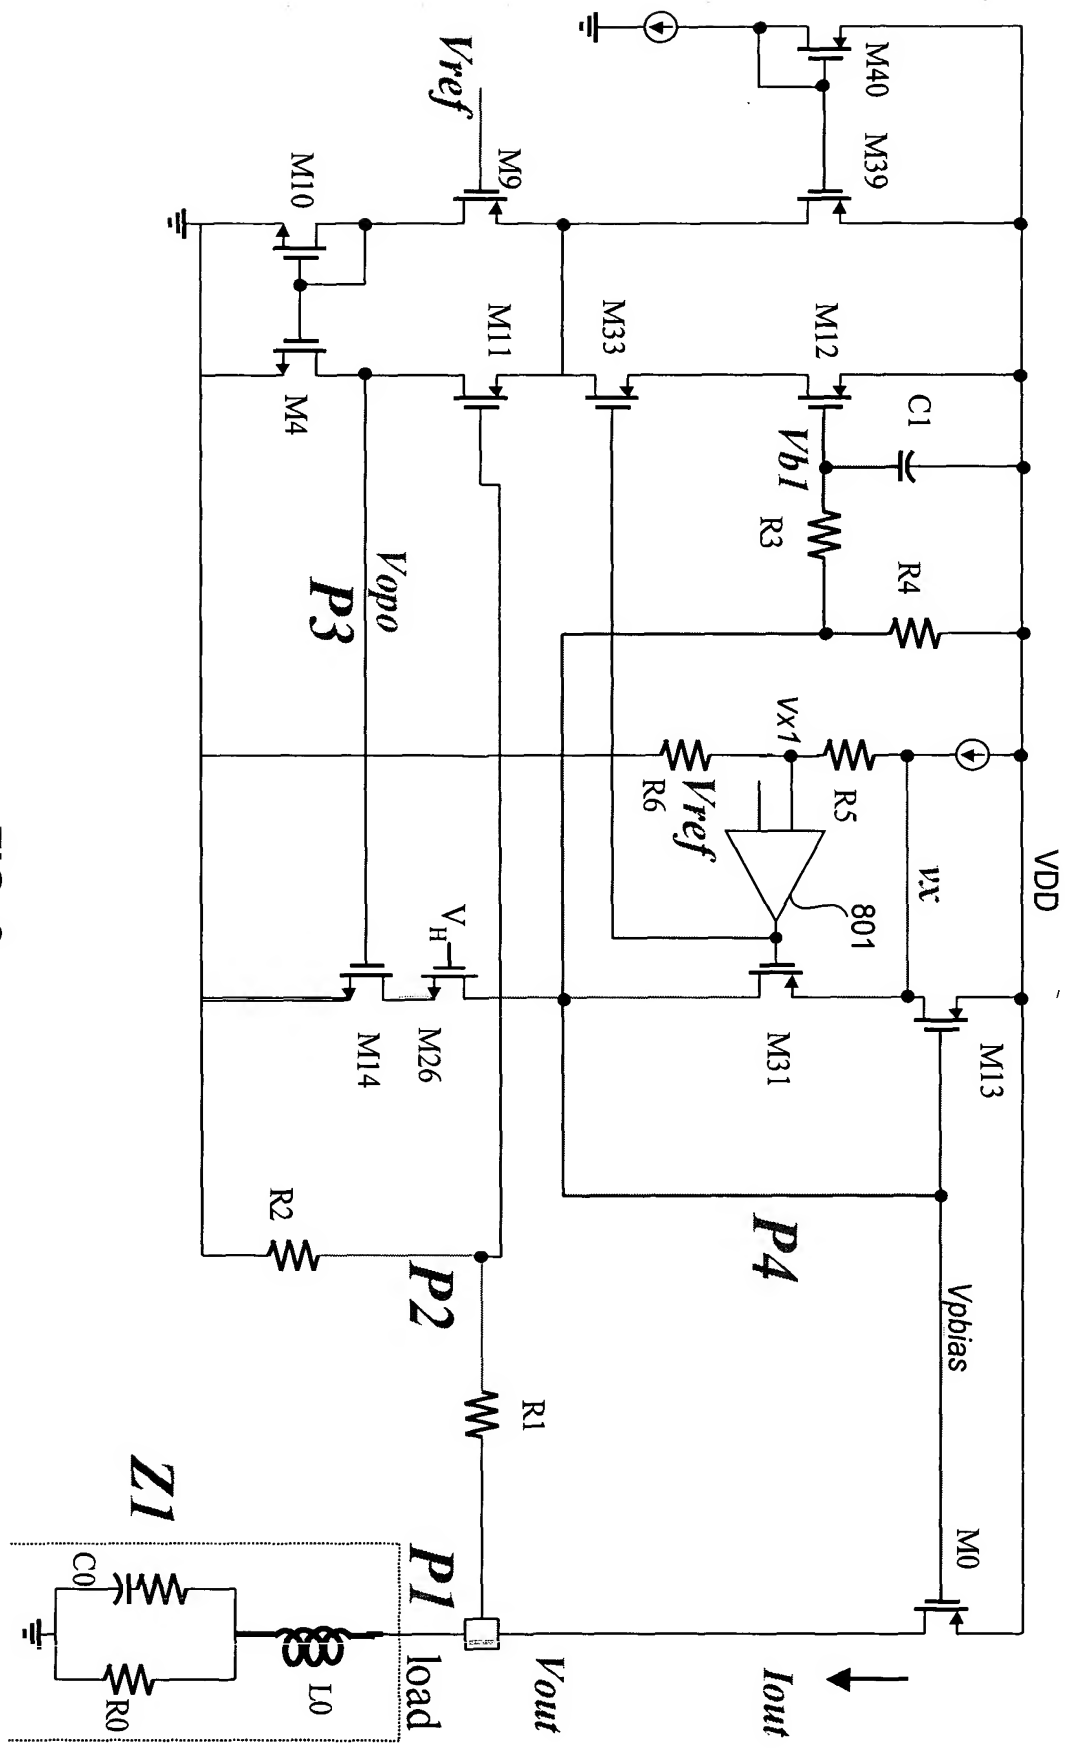 VDD
M40
M39
M12
C1
R4
vx
M13
Vpbias
M0
Vb1
R3
R5
Vx1
801
M31
P4
Iout
M33
R6
Vref
Vref
M9
M11
VH
M26
R1
Vout
Vopo
P3
M14
P2
P1
load
M10
M4
R2
L0
Z1
C0
R0